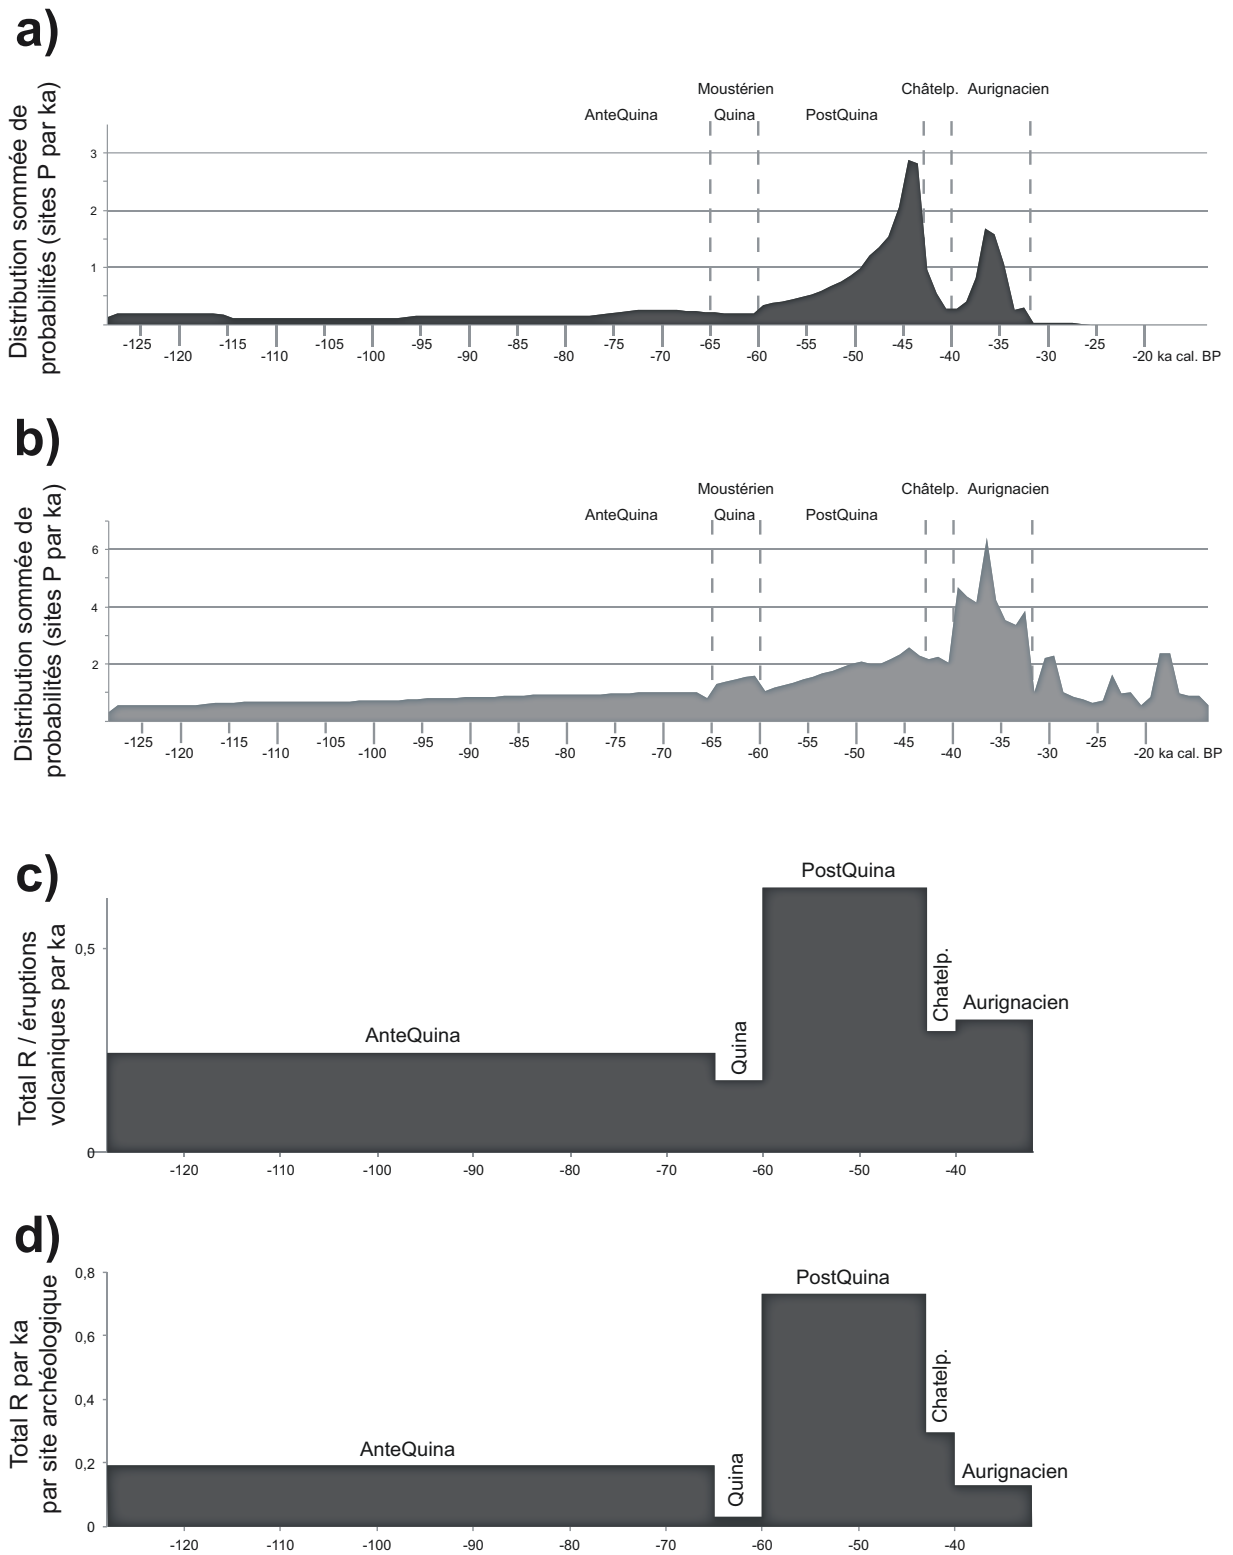 a)
Distribution sommée de
probabilités (sites P par ka)
Moustérien Châtelp. Aurignacien
AnteQuina Quina PostQuina
3
2
1
-125 -115 -105 -95 -85 -75 -65 -55 -45 -35 -25
-120 -110 -100 -90 -80 -70 -60 -50 -40 -30 -20 ka cal. BP
b)
Distribution sommée de
probabilités (sites P par ka)
Moustérien Châtelp. Aurignacien
AnteQuina Quina PostQuina
6
4
2
-125 -115 -105 -95 -85 -75 -65 -55 -45 -35 -25
-120 -110 -100 -90 -80 -70 -60 -50 -40 -30 -20 ka cal. BP
c)
Total R / éruptions
volcaniques par ka
PostQuina
0,5
Chatelp.
Aurignacien
AnteQuina
Quina
0
-120 -110 -100 -90 -80 -70 -60 -50 -40
d)
Total R par ka
par site archéologique
0,8
PostQuina
0,6
Chatelp.
0,4
AnteQuina
0,2
Quina
Aurignacien
0
-120 -110 -100 -90 -80 -70 -60 -50 -40